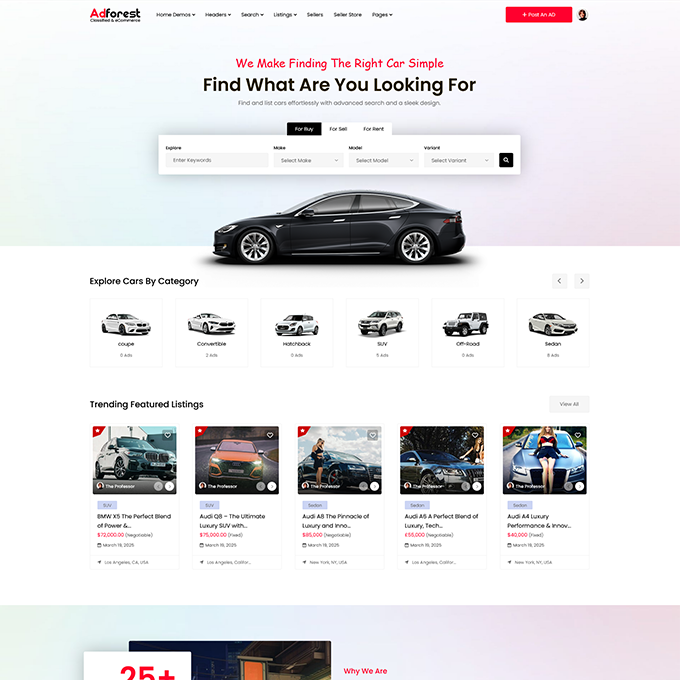 Adforest
Classified & eCommerce
Home Demos
Headers
Search
Listings
Sellers
Seller Store
Pages
+ Post An AD
We Make Finding The Right Car Simple
Find What Are You Looking For
Find and list cars effortlessly with advanced search and a sleek design.
For Buy
For Sell
For Rent
Explore
Make
Model
Variant
Enter Keywords
Select Make
Select Model
Select Variant
Explore Cars By Category
coupe
Convertible
Hatchback
SUV
Off-Road
Sedan
0 Ads
2 Ads
0 Ads
5 Ads
0 Ads
8 Ads
Trending Featured Listings
View All
The Professor
The Professor
The Professor
The Professor
The Professor
SUV
BMW X5 The Perfect Blend
of Power &...
$72,000.00 (Negotiable)
March 19, 2025
Los Angeles, CA, USA
SUV
Audi Q8 – The Ultimate
Luxury SUV with...
$75,000.00 (Fixed)
March 19, 2025
Los Angeles, Califor...
Sedan
Audi A8 The Pinnacle of
Luxury and Inno...
$85,000 (Negotiable)
March 19, 2025
New York, NY, USA
Sedan
Audi A6 A Perfect Blend of
Luxury, Tech...
£55,000 (Negotiable)
March 19, 2025
Los Angeles, Califor...
Sedan
Audi A4 Luxury
Performance & Innov...
$40,000 (Fixed)
March 19, 2025
New York, NY, USA
25+
Why We Are